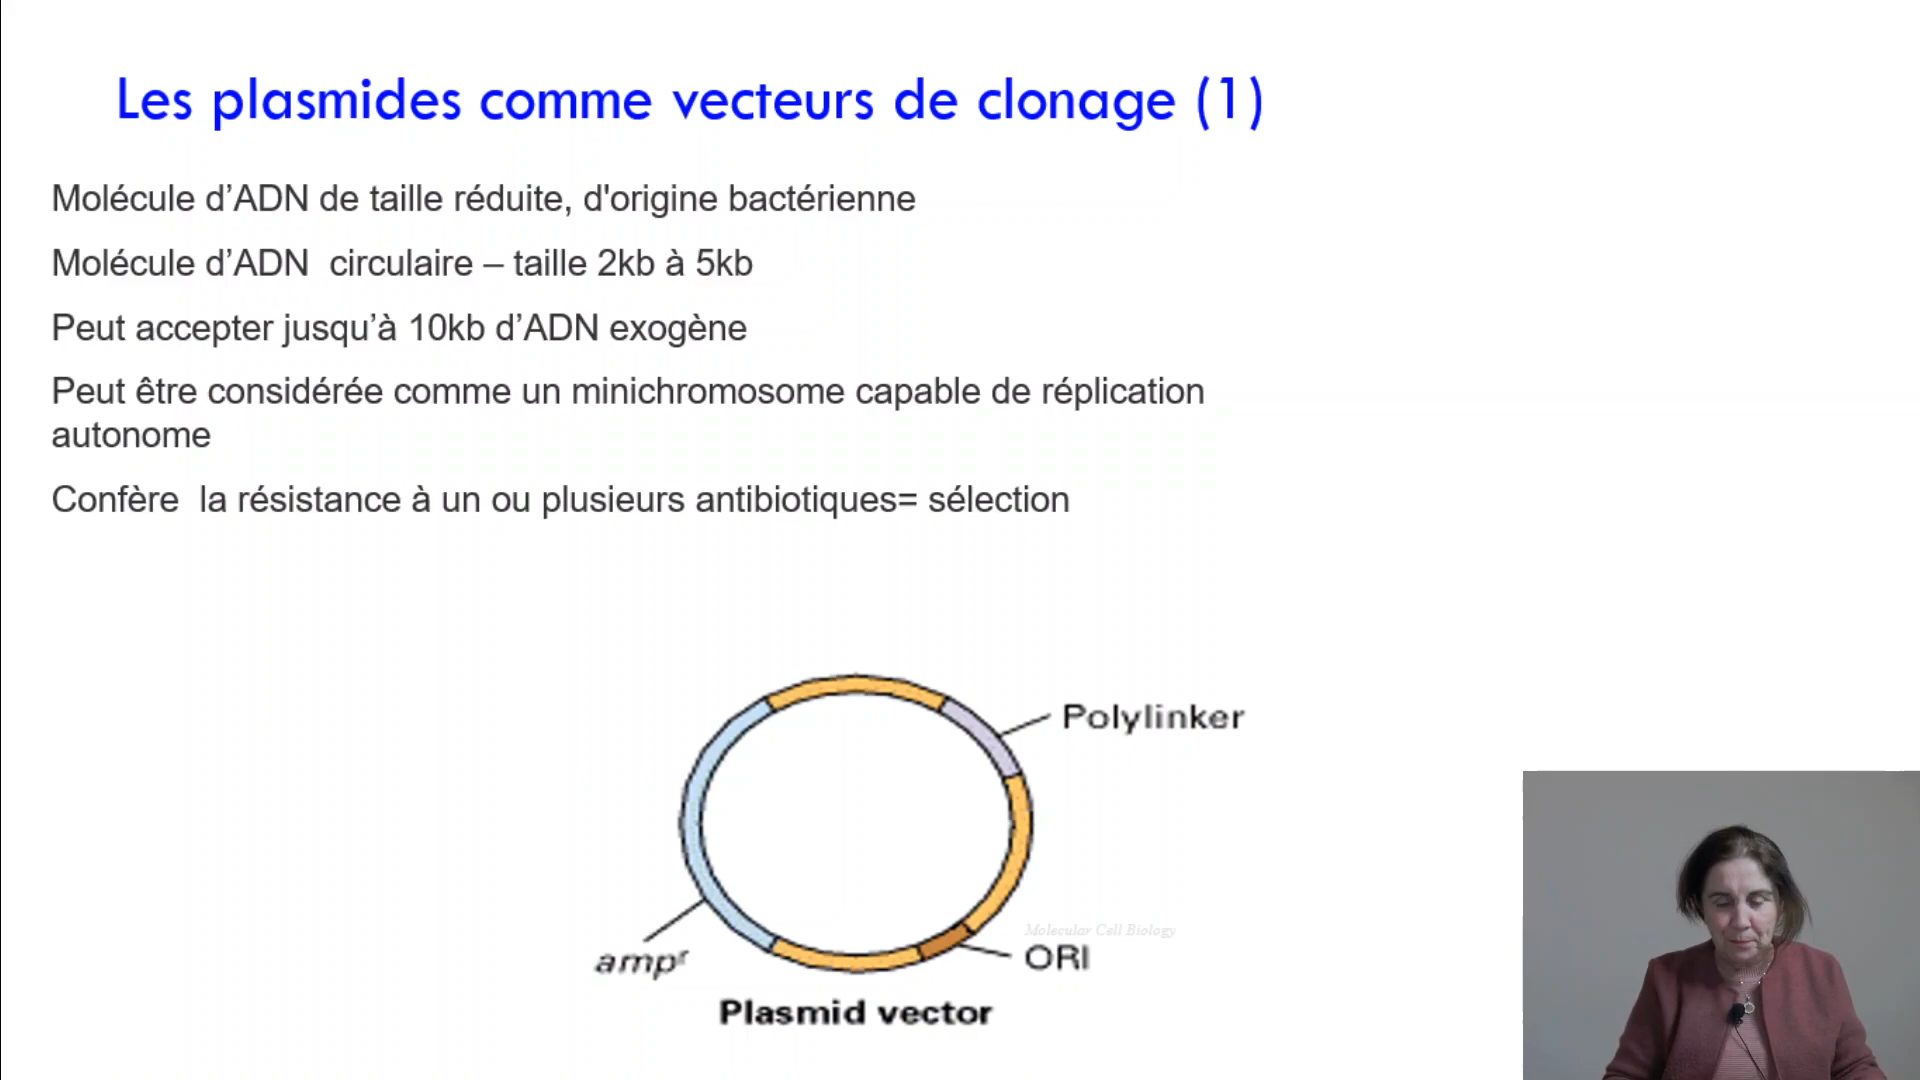 Les plasmides comme vecteurs de clonage (1)
Molécule d’ADN de taille réduite, d'origine bactérienne
Molécule d’ADN  circulaire – taille 2kb à 5kb
Peut accepter jusqu’à 10kb d’ADN exogène
Peut être considérée comme un minichromosome capable de réplication
autonome
Confère  la résistance à un ou plusieurs antibiotiques= sélection
Polylinker
Molecular Cell Biology
ORI
ampʳ
Plasmid vector